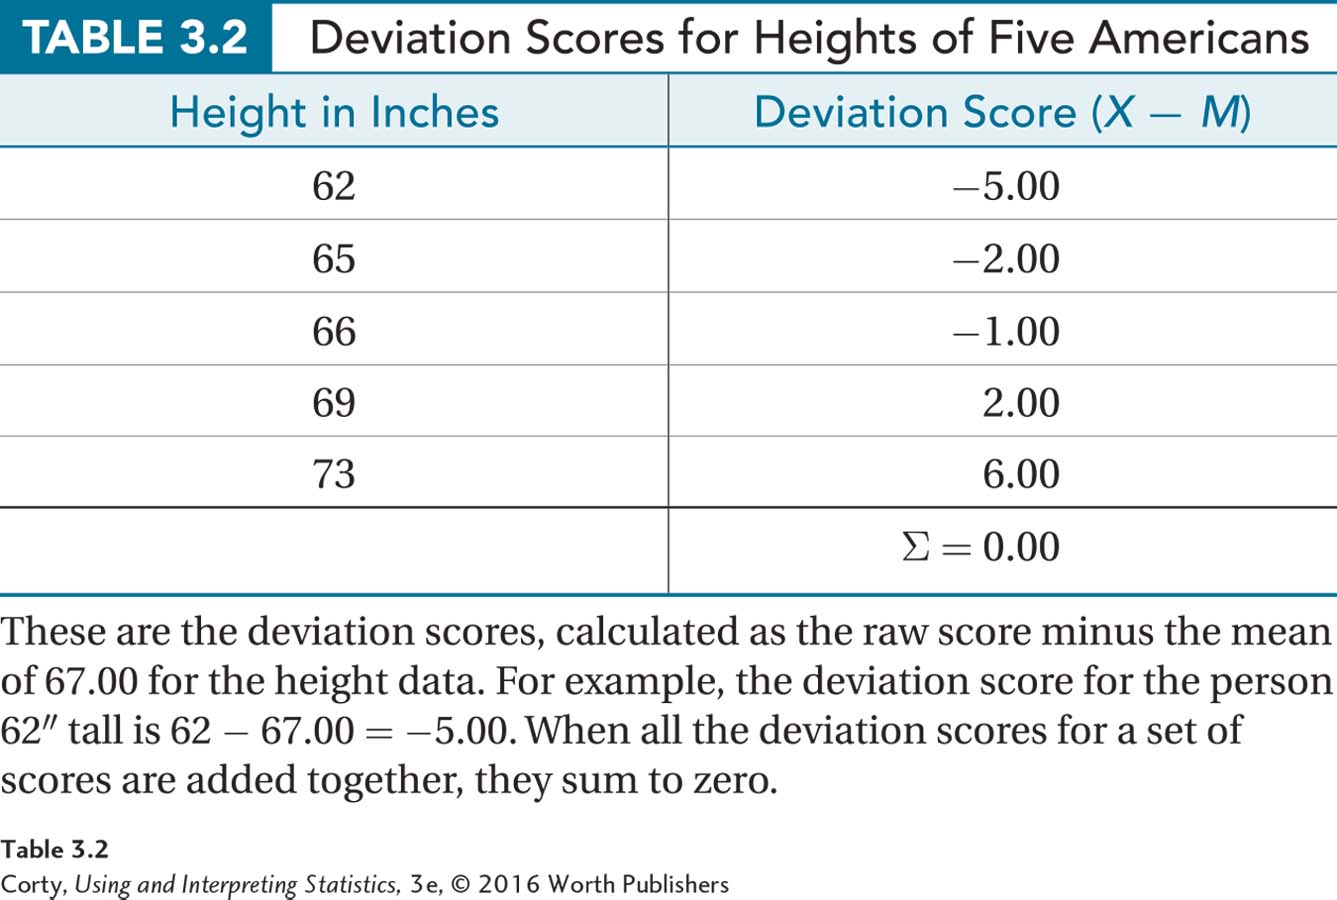 TABLE 3.2 Deviation Scores for Heights of Five Americans
Height in Inches Deviation Score (X – M)
62 –5.00
65 –2.00
66 –1.00
69 2.00
73 6.00
Σ = 0.00
These are the deviation scores, calculated as the raw score minus the mean
of 67.00 for the height data. For example, the deviation score for the person
62″ tall is 62 – 67.00 = –5.00. When all the deviation scores for a set of
scores are added together, they sum to zero.
Table 3.2
Corty, Using and Interpreting Statistics, 3e, © 2016 Worth Publishers